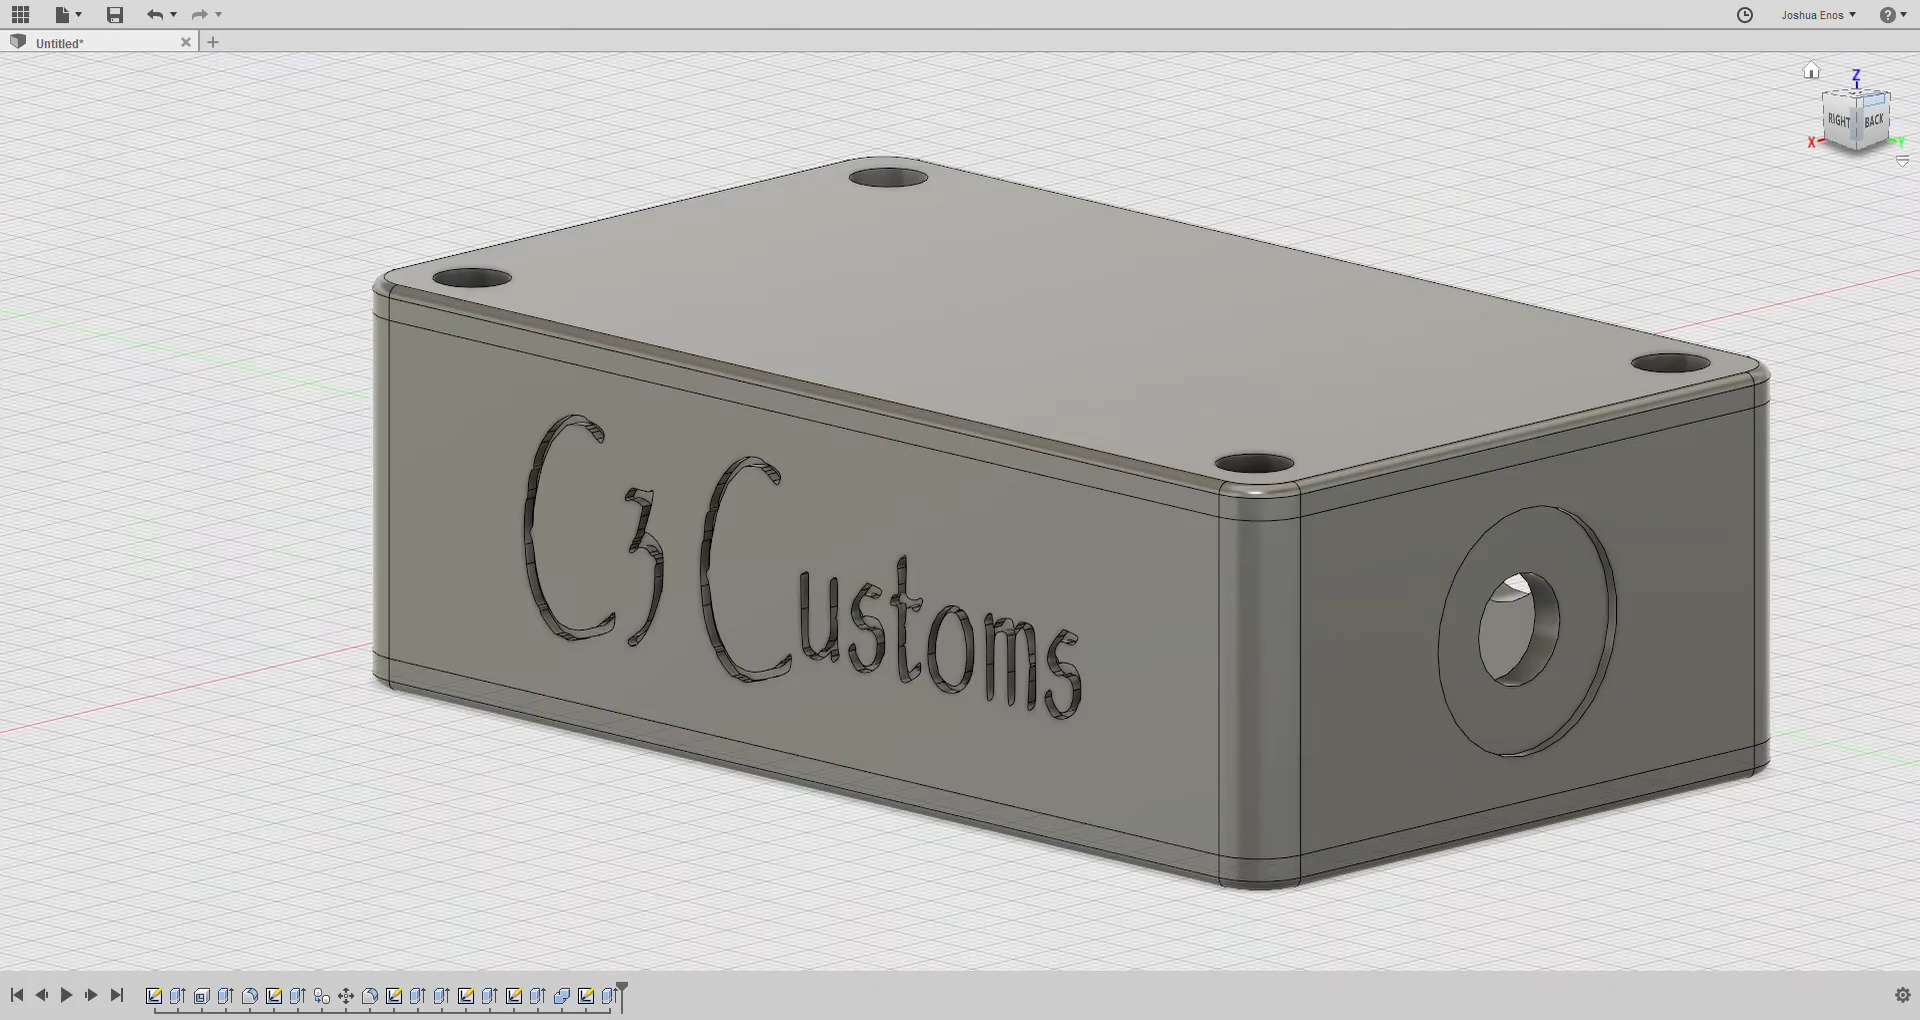 Joshua Enos
?
Untitled*
Z
RIGHT
BACK
X
Y
C3 Customs